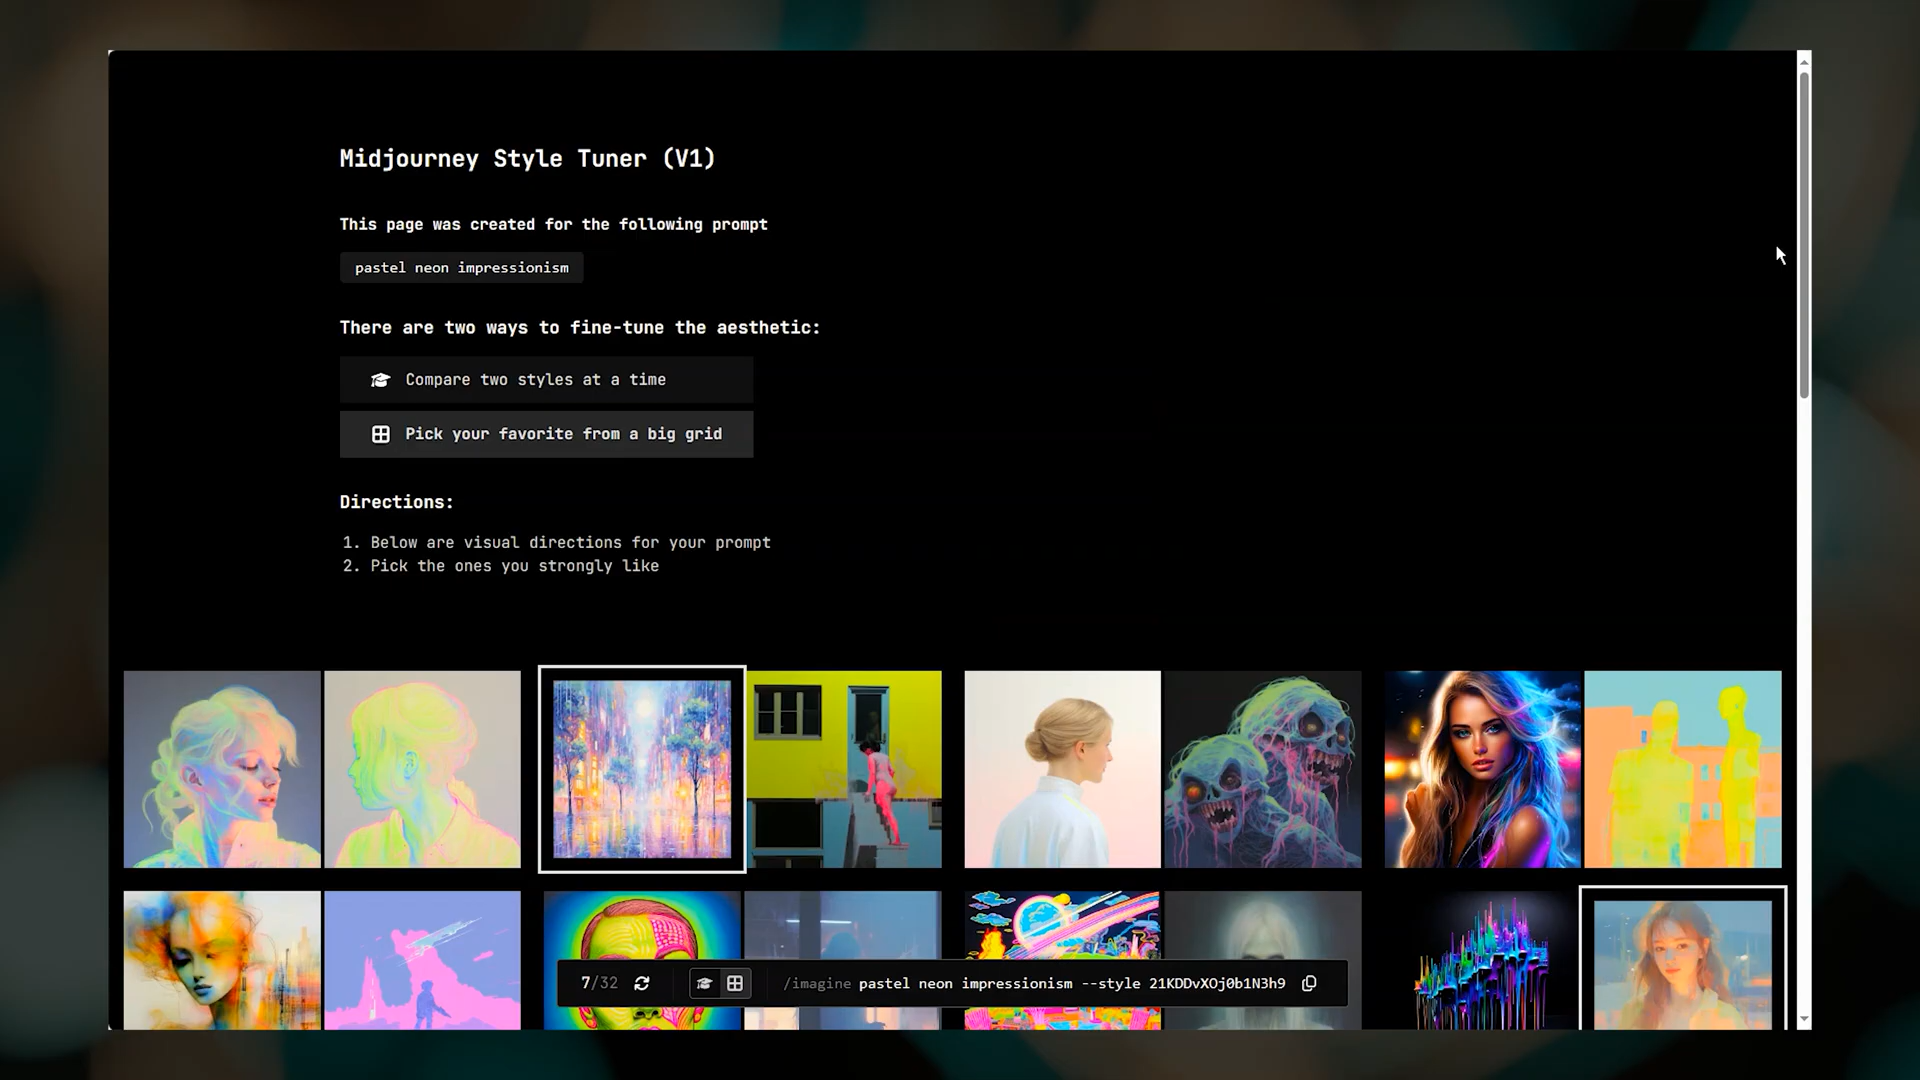 Midjourney Style Tuner (V1)
This page was created for the following prompt
pastel neon impressionism
There are two ways to fine-tune the aesthetic:
Compare two styles at a time
Pick your favorite from a big grid
Directions:
1. Below are visual directions for your prompt
2. Pick the ones you strongly like
7/32
/imagine pastel neon impressionism --style 21KDDvXOj0b1N3h9